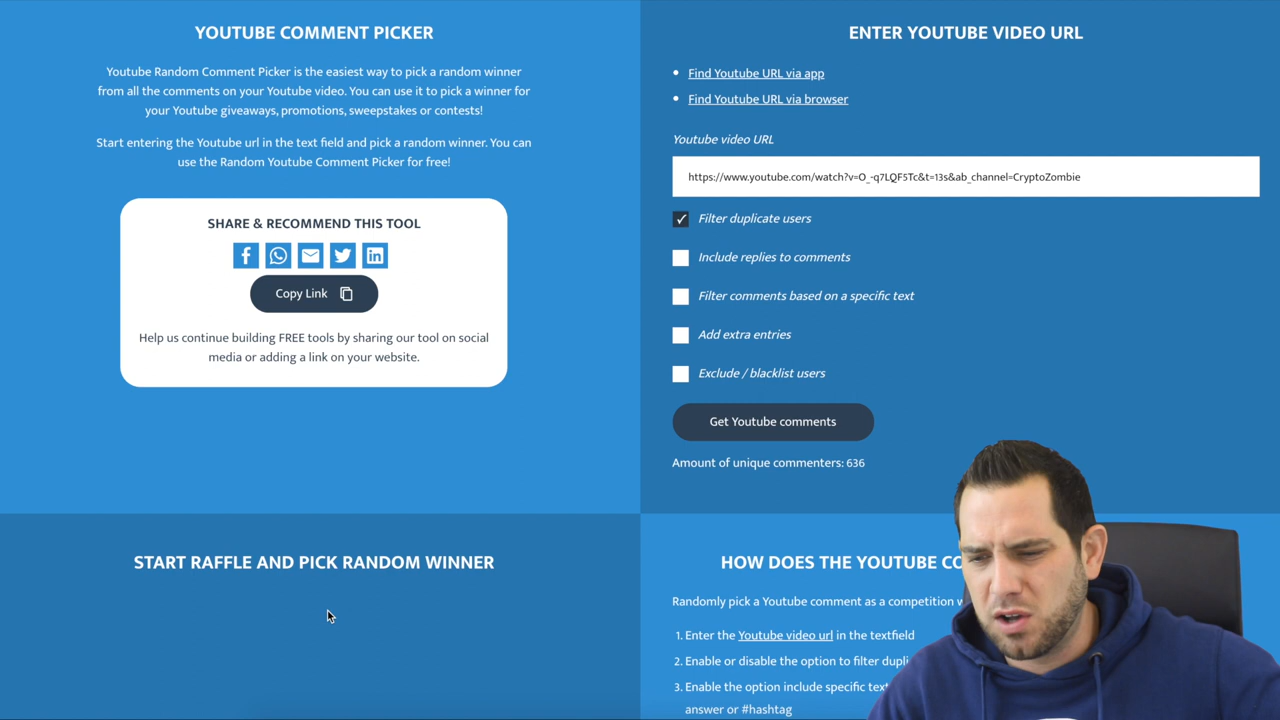 YOUTUBE COMMENT PICKER
Youtube Random Comment Picker is the easiest way to pick a random winner
from all the comments on your Youtube video. You can use it to pick a winner for
your Youtube giveaways, promotions, sweepstakes or contests!
Start entering the Youtube url in the text field and pick a random winner. You can
use the Random Youtube Comment Picker for free!
SHARE & RECOMMEND THIS TOOL
Copy Link
Help us continue building FREE tools by sharing our tool on social
media or adding a link on your website.
ENTER YOUTUBE VIDEO URL
• Find Youtube URL via app
• Find Youtube URL via browser
Youtube video URL
https://www.youtube.com/watch?v=O_-q7LQF5Tc&t=13s&ab_channel=CryptoZombie
Filter duplicate users
Include replies to comments
Filter comments based on a specific text
Add extra entries
Exclude / blacklist users
Get Youtube comments
Amount of unique commenters: 636
START RAFFLE AND PICK RANDOM WINNER
HOW DOES THE YOUTUBE CO
Randomly pick a Youtube comment as a competition
1. Enter the Youtube video url in the textfield
2. Enable or disable the option to filter dupli
3. Enable the option include specific text
answer or #hashtag